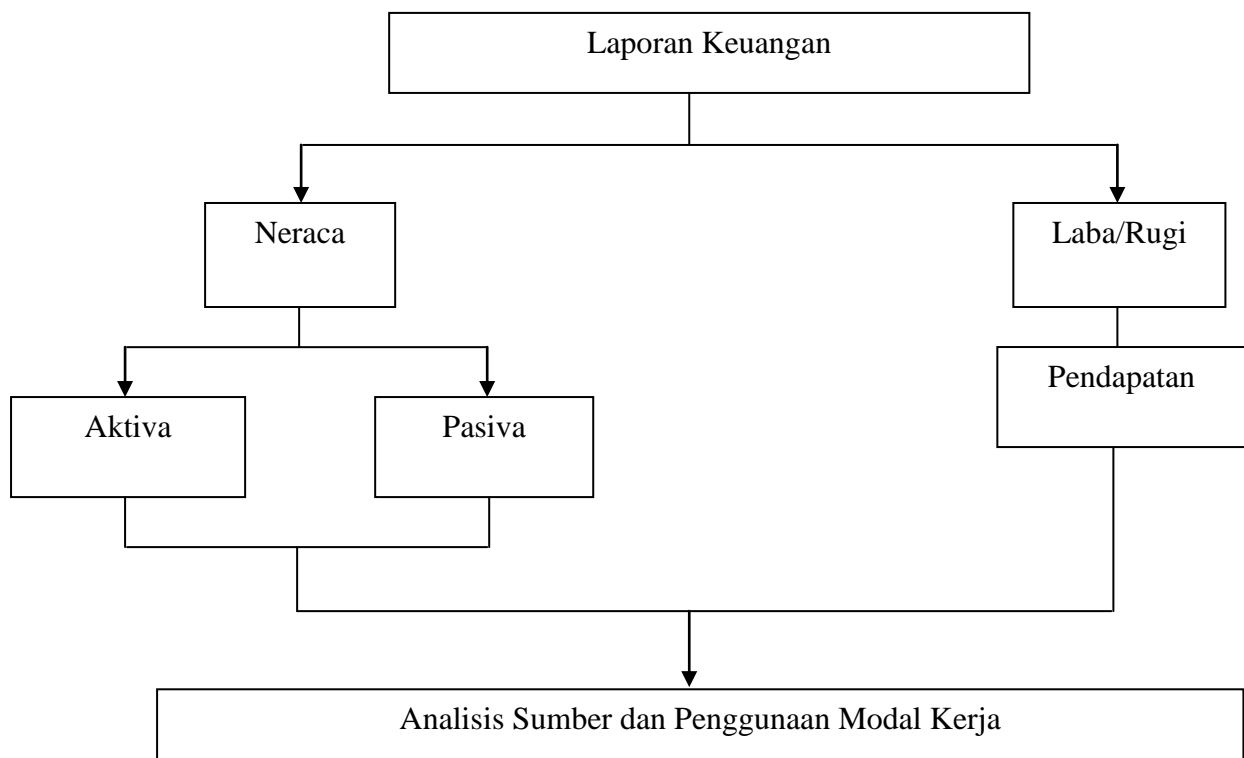 Laporan Keuangan
Neraca
Laba/Rugi
Pendapatan
Aktiva
Pasiva
Analisis Sumber dan Penggunaan Modal Kerja